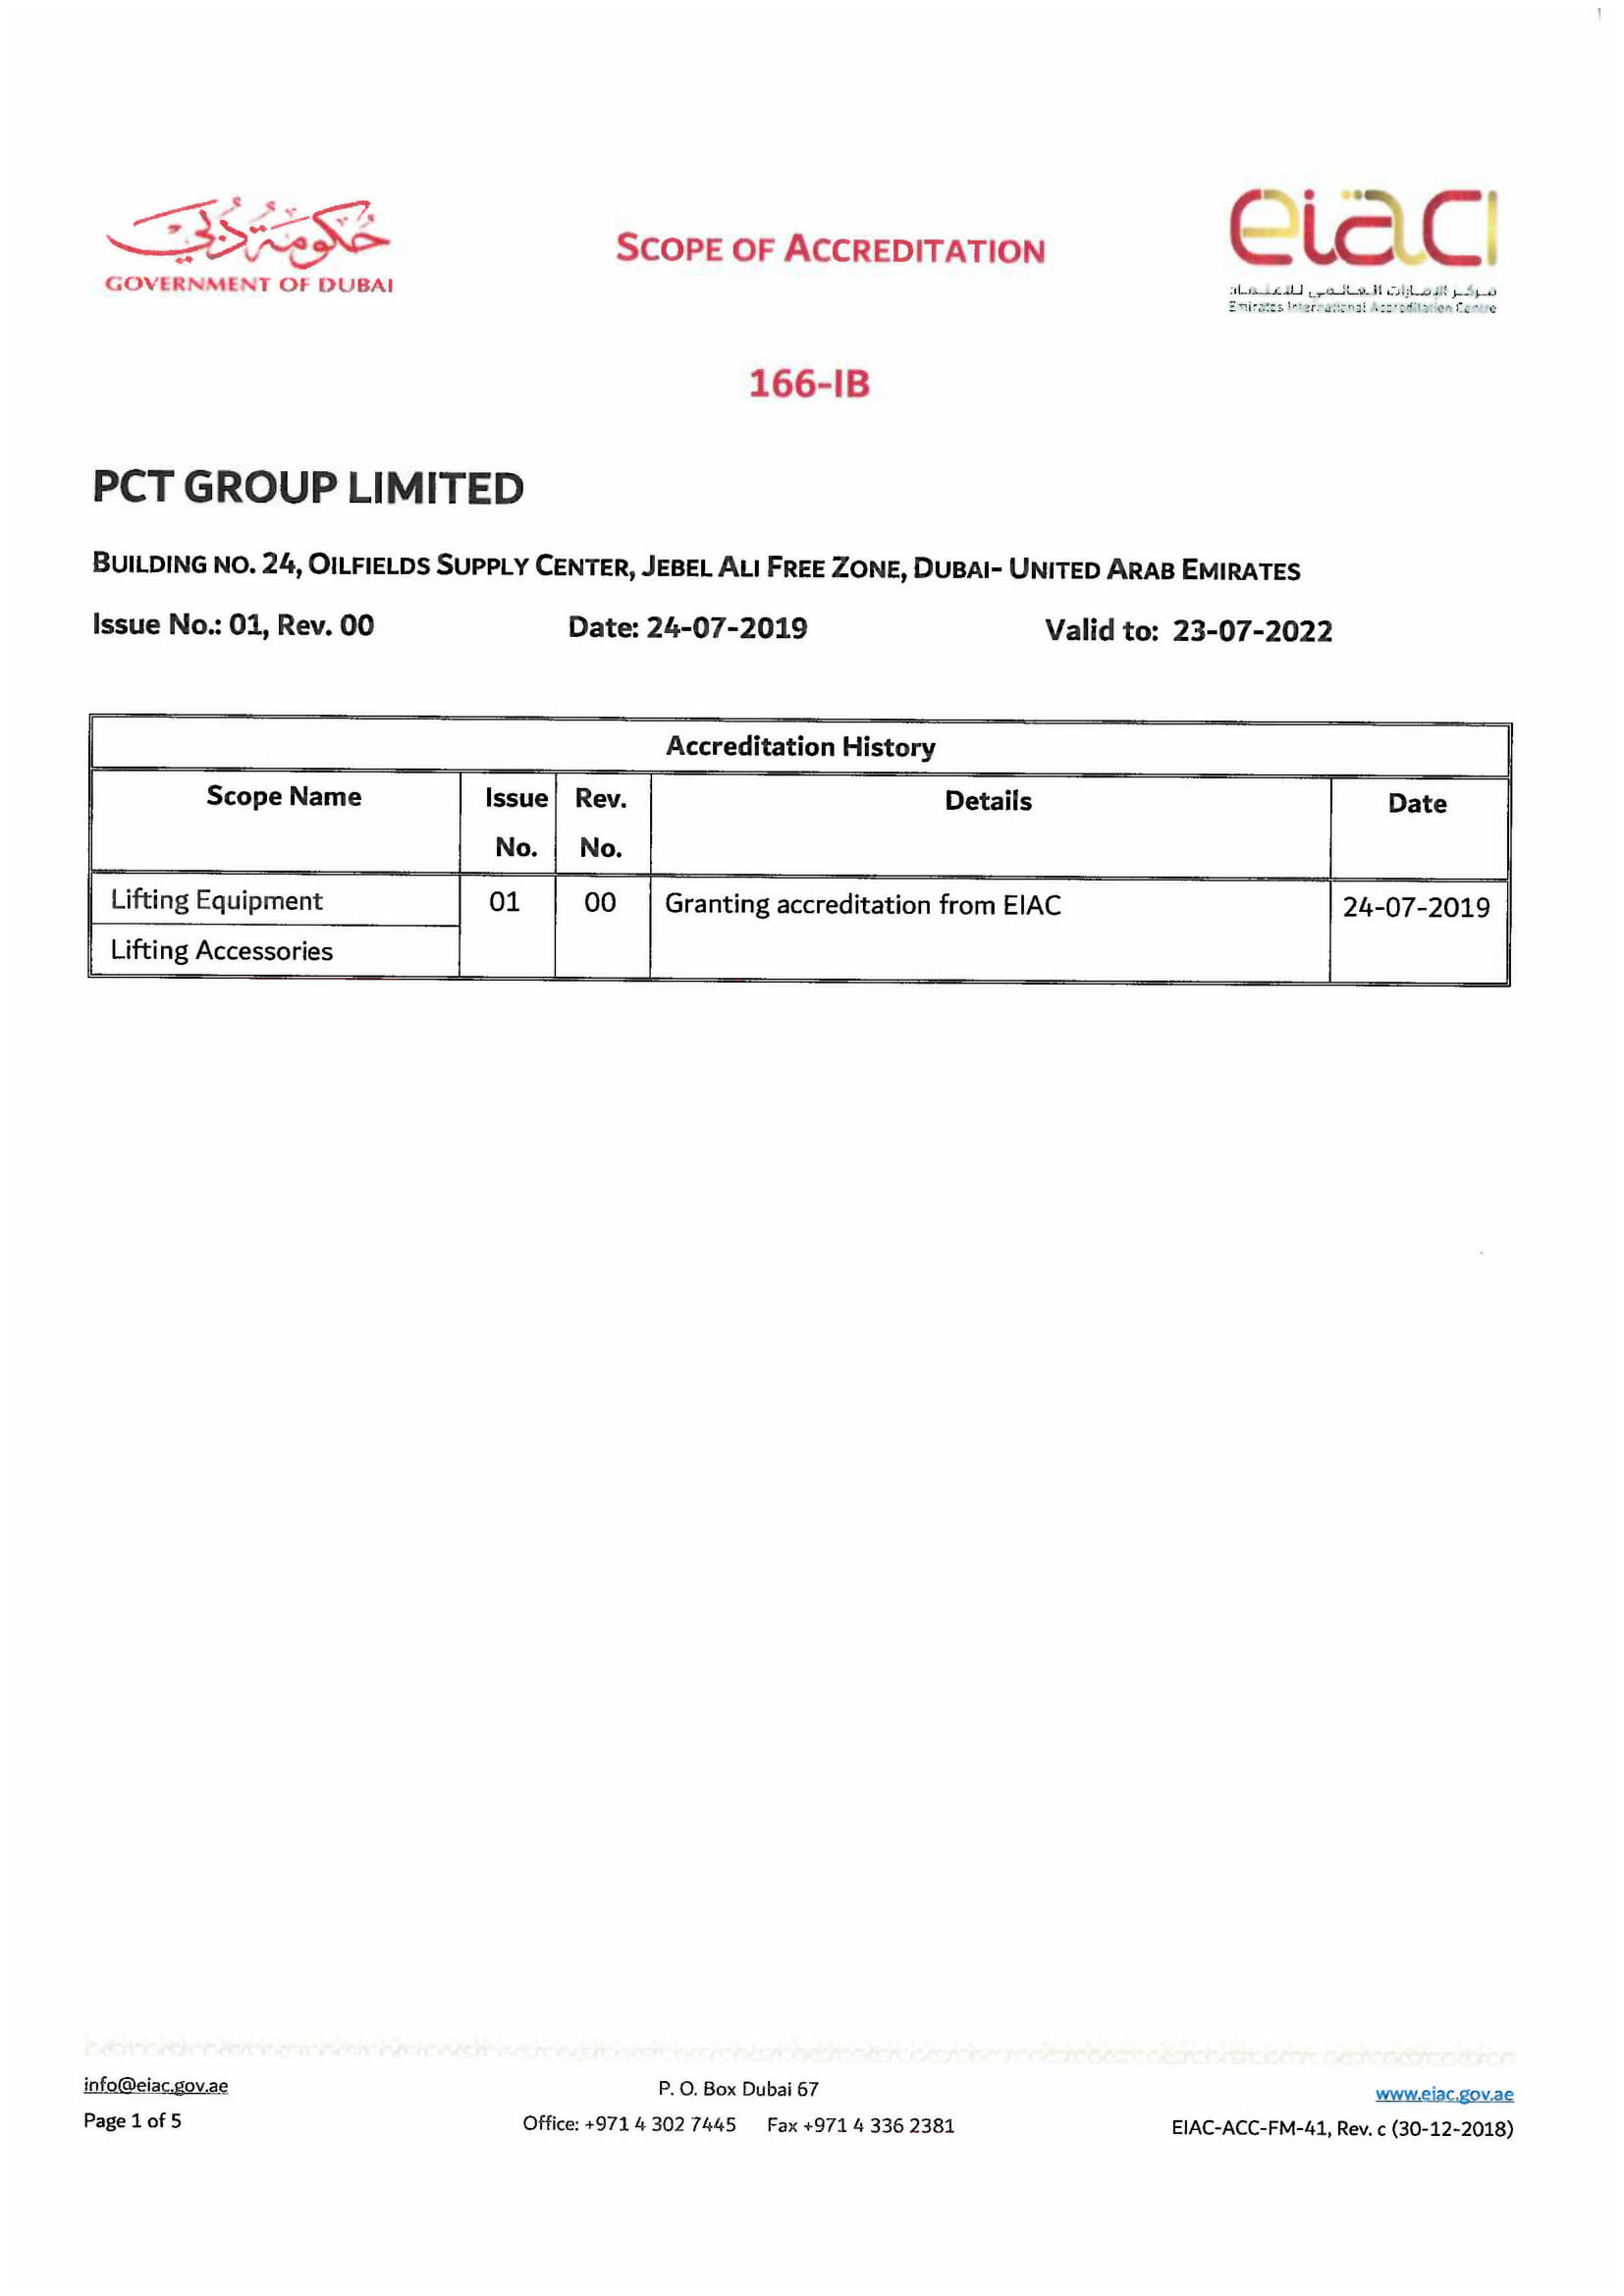 حكومة دبي
GOVERNMENT OF DUBAI
SCOPE OF ACCREDITATION
eiac
مركز الإمارات العالمي للاعتماد
Emirates International Accreditation Centre
166-IB
PCT GROUP LIMITED
BUILDING NO. 24, OILFIELDS SUPPLY CENTER, JEBEL ALI FREE ZONE, DUBAI- UNITED ARAB EMIRATES
Issue No.: 01, Rev. 00 Date: 24-07-2019 Valid to: 23-07-2022
Accreditation History
Scope Name Issue No. Rev. No. Details Date
Lifting Equipment 01 00 Granting accreditation from EIAC 24-07-2019
Lifting Accessories
info@eiac.gov.ae P. O. Box Dubai 67 www.eiac.gov.ae
Page 1 of 5 Office: +971 4 302 7445 Fax +971 4 336 2381 EIAC-ACC-FM-41, Rev. c (30-12-2018)